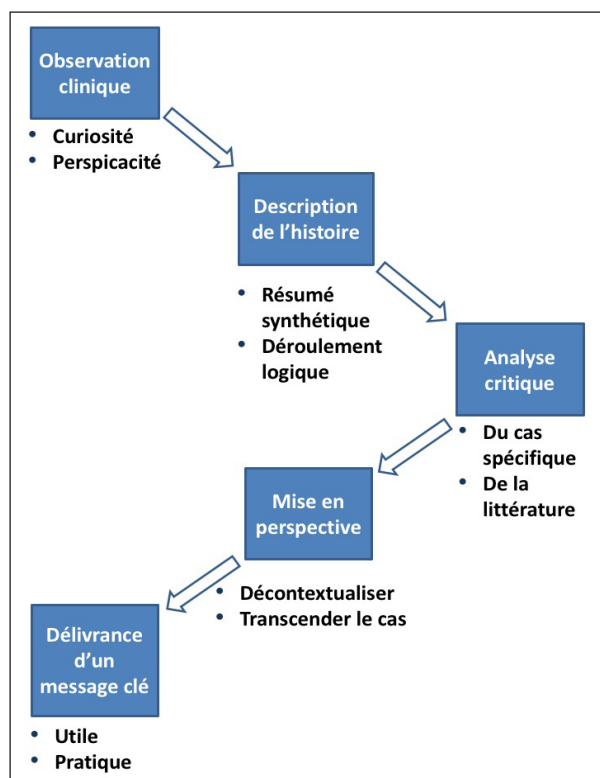 Observation
clinique
• Curiosité
• Perspicacité
Description
de l’histoire
• Résumé
synthétique
• Déroulement
logique
Analyse
critique
• Du cas
spécifique
• De la
littérature
Mise en
perspective
• Décontextualiser
• Transcender le cas
Délivrance
d’un
message clé
• Utile
• Pratique